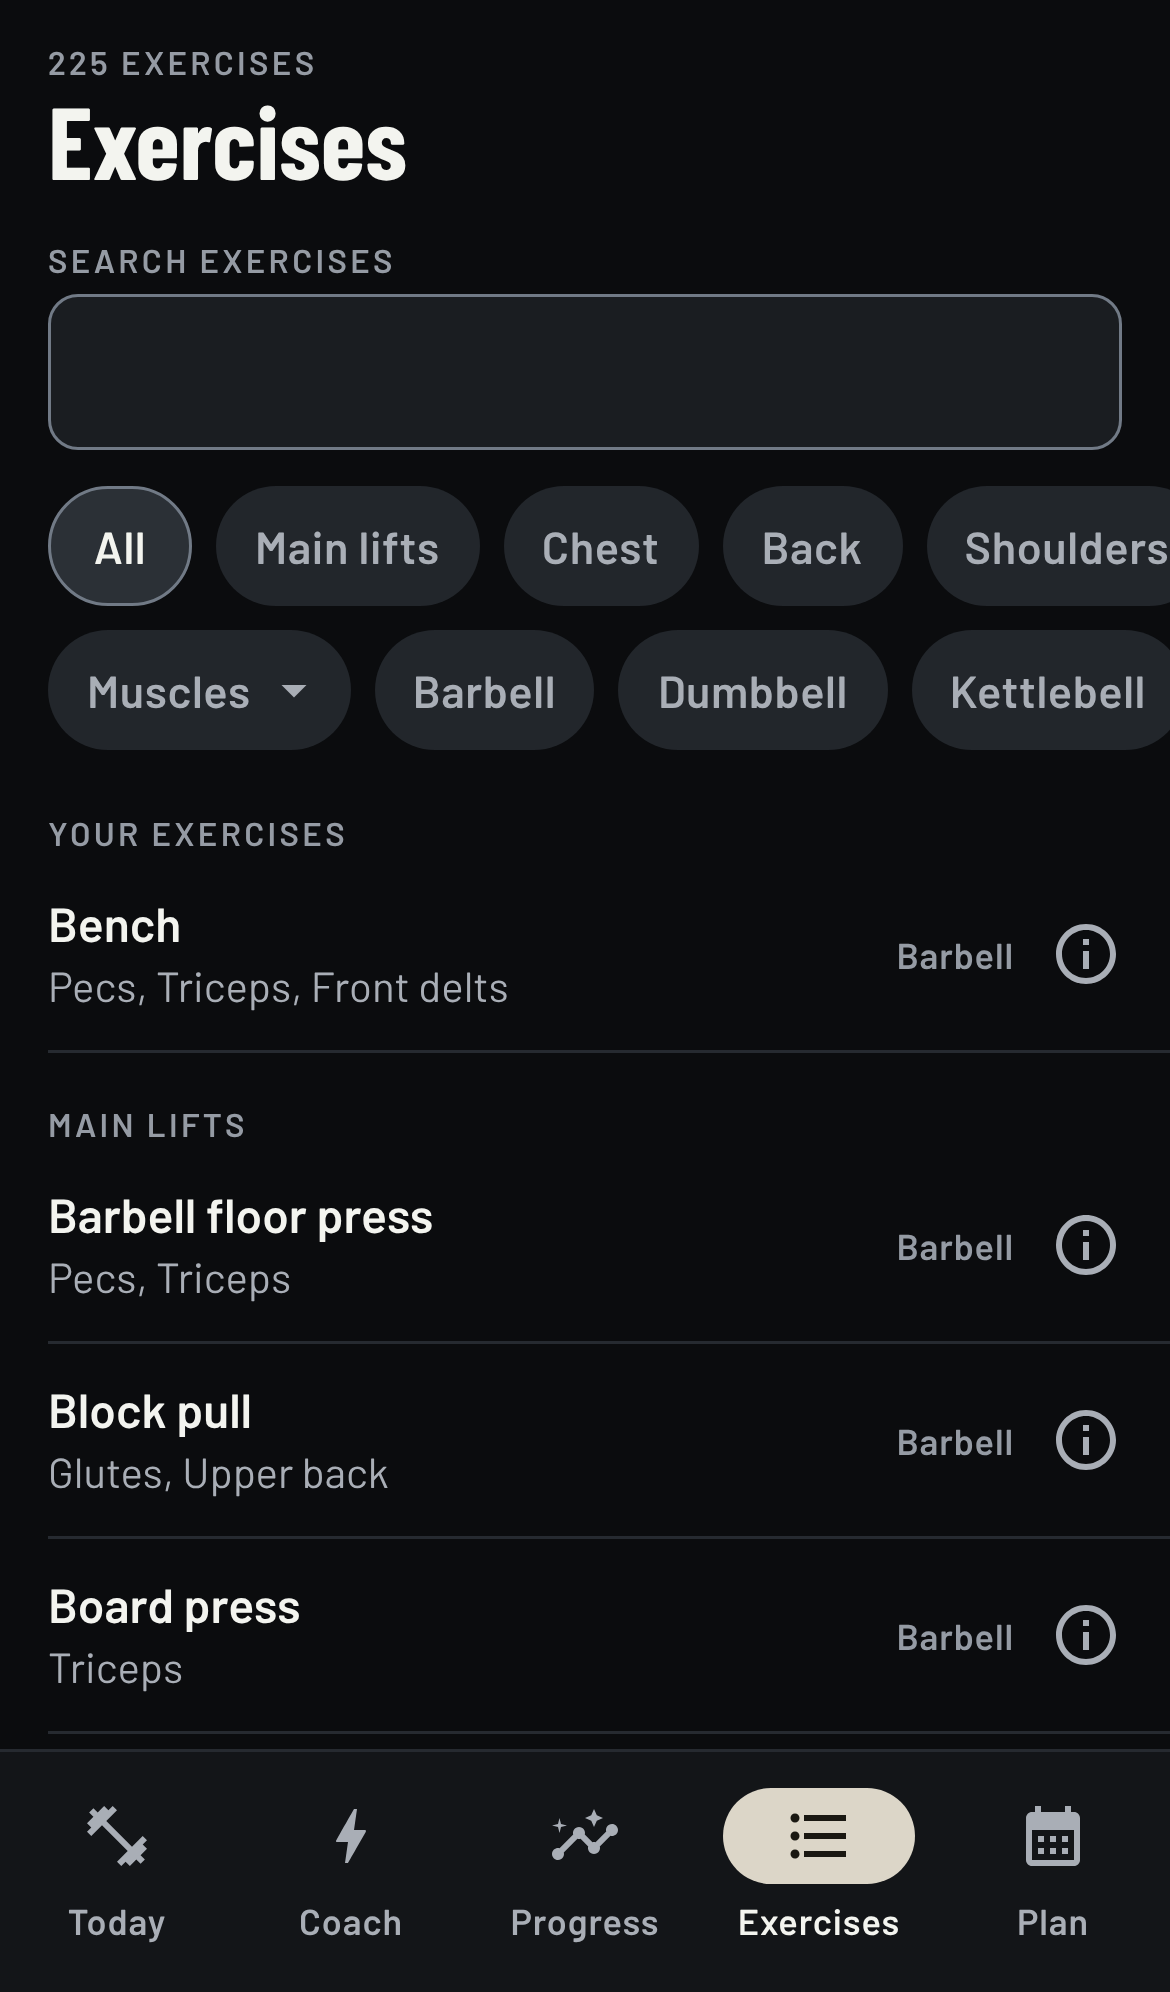 225 EXERCISES
Exercises
SEARCH EXERCISES
All Main lifts Chest Back Shoulders
Muscles Barbell Dumbbell Kettlebell
YOUR EXERCISES
Bench
Pecs, Triceps, Front delts
Barbell
MAIN LIFTS
Barbell floor press
Pecs, Triceps
Barbell
Block pull
Glutes, Upper back
Barbell
Board press
Triceps
Barbell
Today Coach Progress Exercises Plan